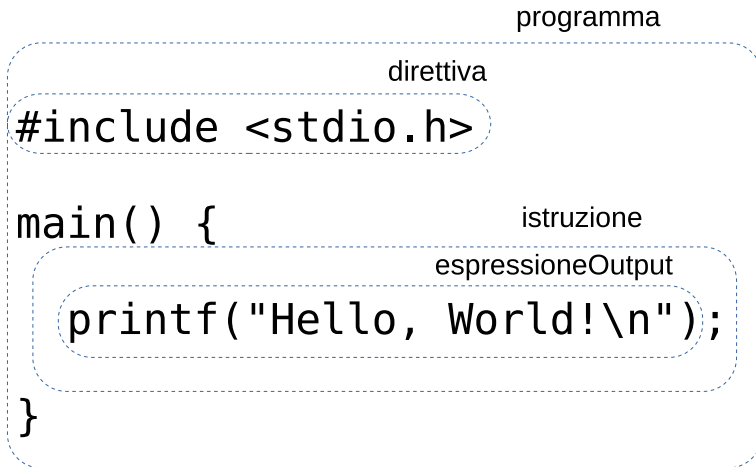 programma
direttiva
#include <stdio.h>
main() {
istruzione
espressioneOutput
printf("Hello, World!\n");
}